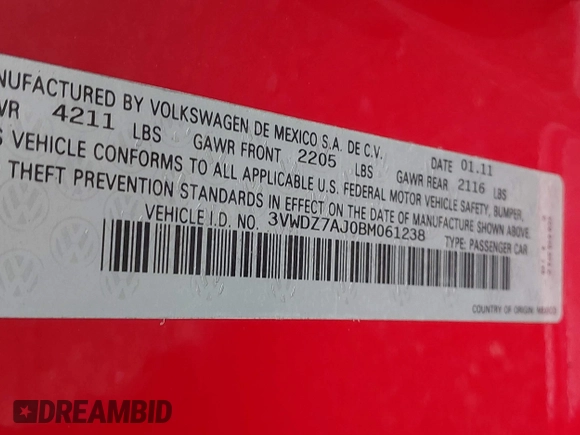 NUFACTURED BY VOLKSWAGEN DE MEXICO S.A. DE C.V.
WR 4211 LBS GAWR FRONT 2205 LBS DATE 01.11 GAWR REAR 2116 LBS
S VEHICLE CONFORMS TO ALL APPLICABLE U.S. FEDERAL MOTOR VEHICLE SAFETY, BUMPER,
THEFT PREVENTION STANDARDS IN EFFECT ON THE DATE OF MANUFACTURE SHOWN ABOVE.
VEHICLE I.D. NO. 3VWDZ7AJ0BM061238 TYPE: PASSENGER CAR
COUNTRY OF ORIGIN: MEXICO
DREAMBID